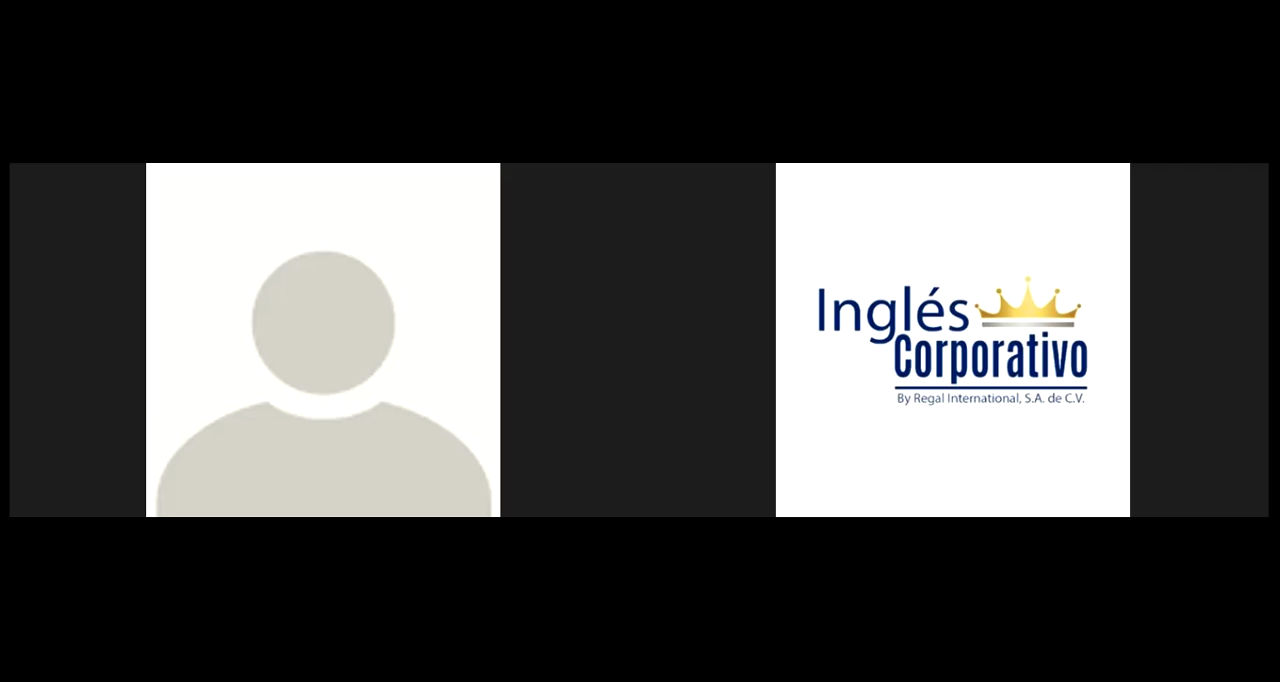 Inglés
Corporativo
By Regal International, S.A. de C.V.